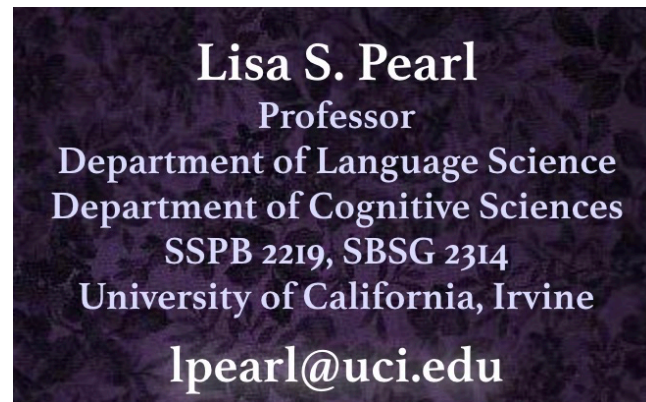 Lisa S. Pearl
Professor
Department of Language Science
Department of Cognitive Sciences
SSPB 2219, SBSG 2314
University of California, Irvine
lpearl@uci.edu